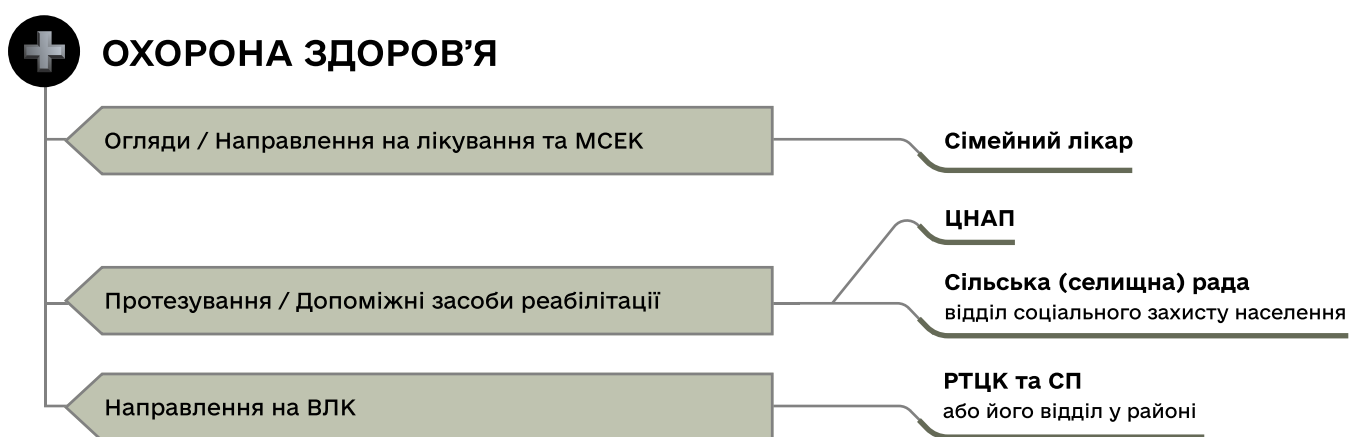 ОХОРОНА ЗДОРОВ’Я
Огляди / Направлення на лікування та МСЕК
Сімейний лікар
ЦНАП
Протезування / Допоміжні засоби реабілітації
Сільська (селищна) рада
відділ соціального захисту населення
Направлення на ВЛК
РТЦК та СП
або його відділ у районі